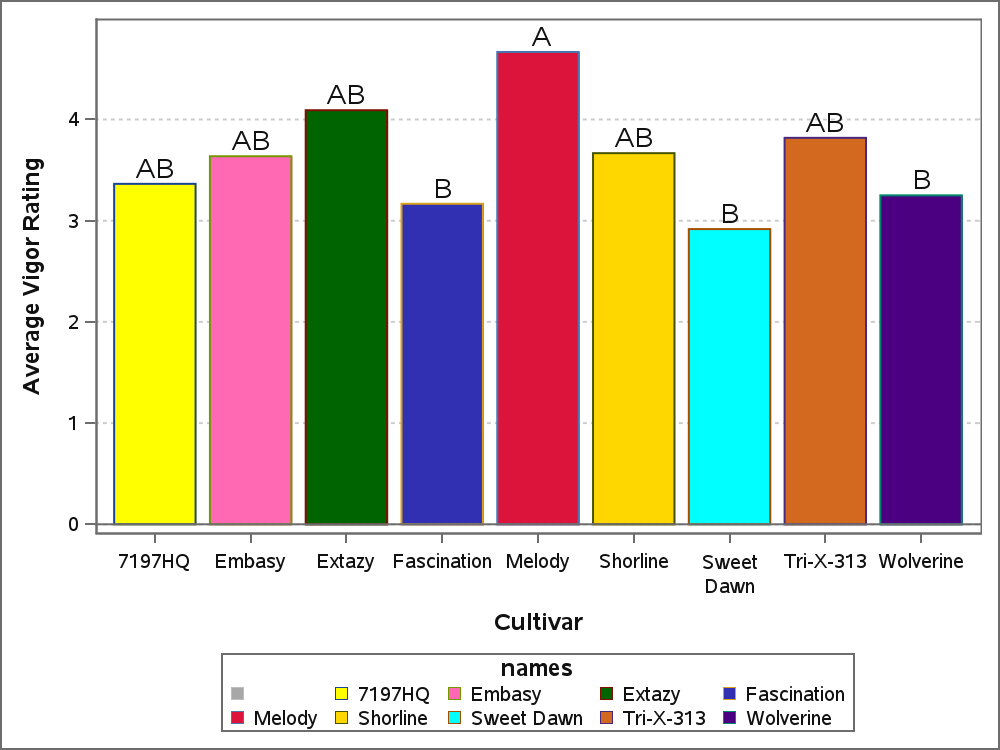 A
AB
AB
AB
AB
AB
B
B
B
4
3
2
1
0
Average Vigor Rating
7197HQ Embasy Extazy Fascination Melody Shorline Sweet Dawn Tri-X-313 Wolverine
Cultivar
names
7197HQ Embasy Extazy Fascination
Melody Shorline Sweet Dawn Tri-X-313 Wolverine